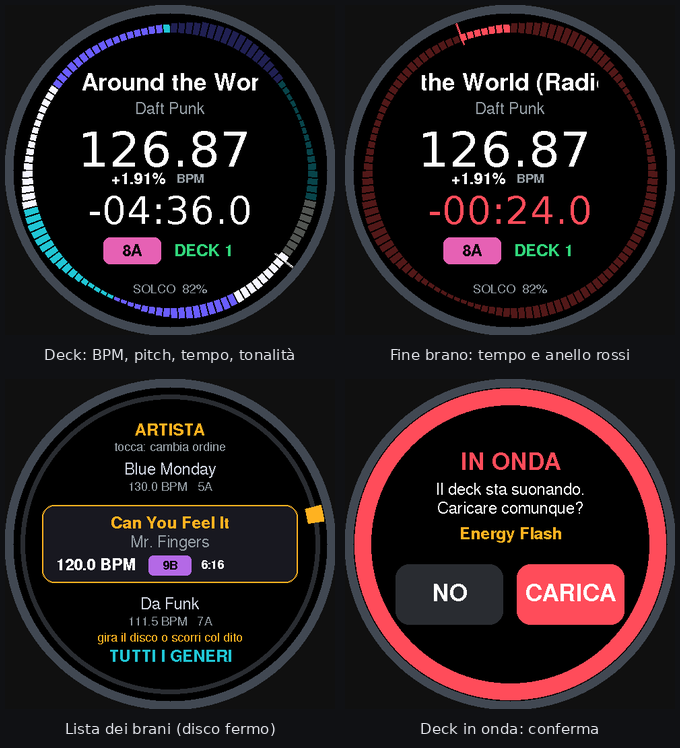 Around the Wor
Daft Punk
126.87
+1.91% BPM
-04:36.0
8A DECK 1
SOLCO 82%
Deck: BPM, pitch, tempo, tonalità
the World (Radi
Daft Punk
126.87
+1.91% BPM
-00:24.0
8A DECK 1
SOLCO 82%
Fine brano: tempo e anello rossi
ARTISTA
tocca: cambia ordine
Blue Monday
130.0 BPM 5A
Can You Feel It
Mr. Fingers
120.0 BPM 9B 6:16
Da Funk
111.5 BPM 7A
gira il disco o scorri col dito
TUTTI I GENERI
Lista dei brani (disco fermo)
IN ONDA
Il deck sta suonando.
Caricare comunque?
Energy Flash
NO CARICA
Deck in onda: conferma